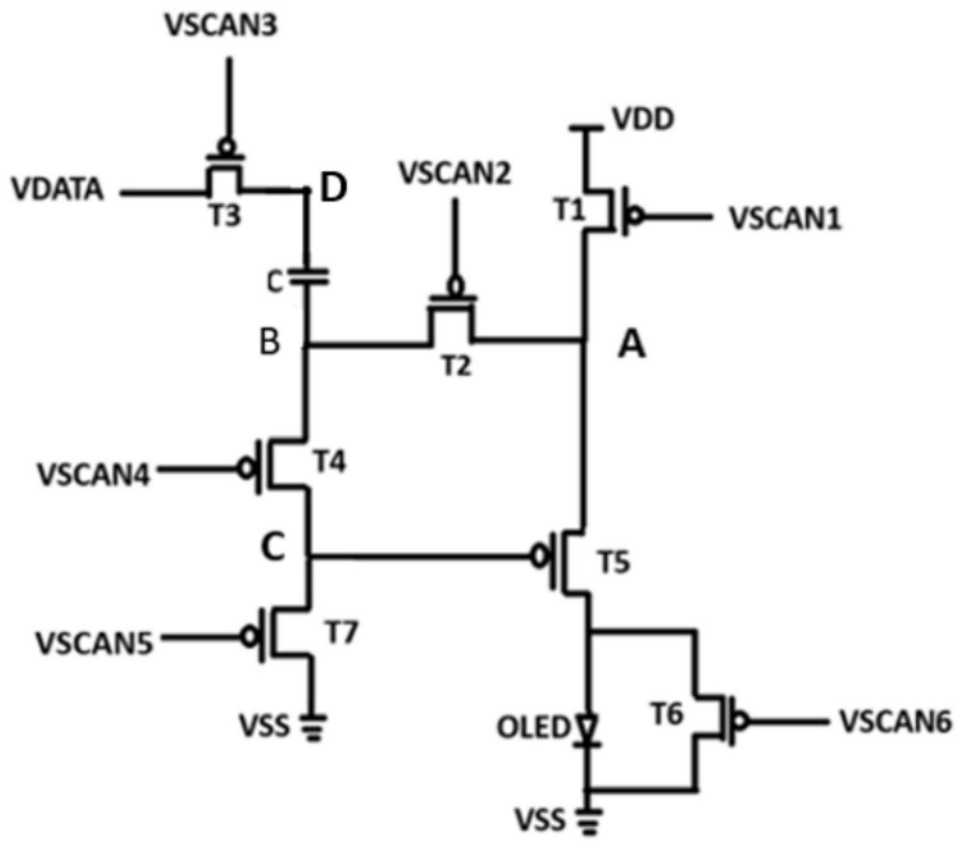 VSCAN3
VDD
VSCAN2
VDATA
D
T3
T1
VSCAN1
C
B
A
T2
VSCAN4
T4
C
T5
VSCAN5
T7
VSS
OLED
T6
VSCAN6
VSS